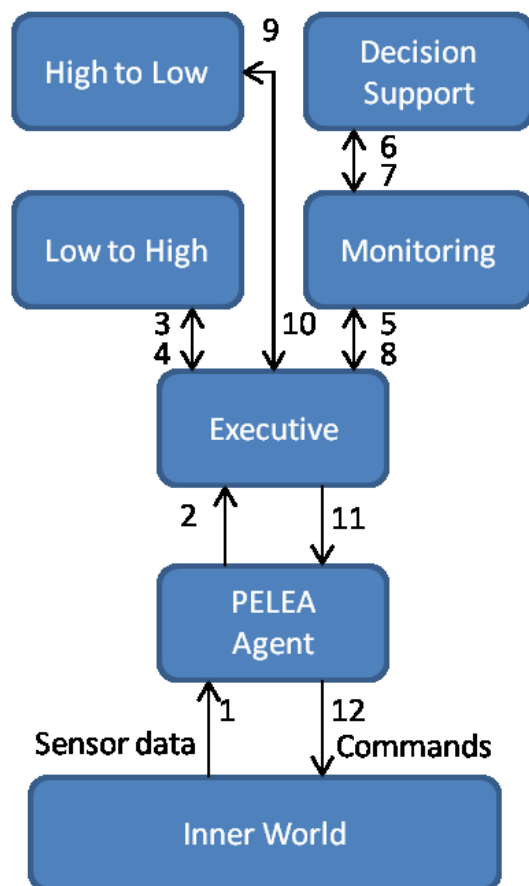 9
High to Low
Decision
Support
6
7
Low to High
Monitoring
3
4
10
5
8
Executive
2
11
PELEA
Agent
1
12
Sensor data
Commands
Inner World